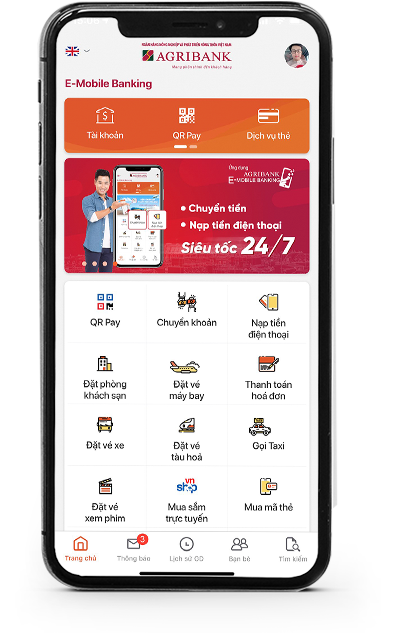 NGÂN HÀNG NÔNG NGHIỆP VÀ PHÁT TRIỂN NÔNG THÔN VIỆT NAM
AGRIBANK
Mang phồn thịnh đến khách hàng
E-Mobile Banking
Tài khoản
QR Pay
Dịch vụ thẻ
Ứng dụng
AGRIBANK
E-MOBILE BANKING
Chuyển tiền
Nạp tiền điện thoại
Siêu tốc 24/7
QR Pay
Chuyển khoản
Nạp tiền
điện thoại
Đặt phòng
khách sạn
Đặt vé
máy bay
Thanh toán
hoá đơn
Đặt vé xe
Đặt vé
tàu hoả
Gọi Taxi
Đặt vé
xem phim
vn
shop
Mua sắm
trực tuyến
Mua mã thẻ
Trang chủ
3
Thông báo
Lịch sử GD
Bạn bè
Tìm kiếm